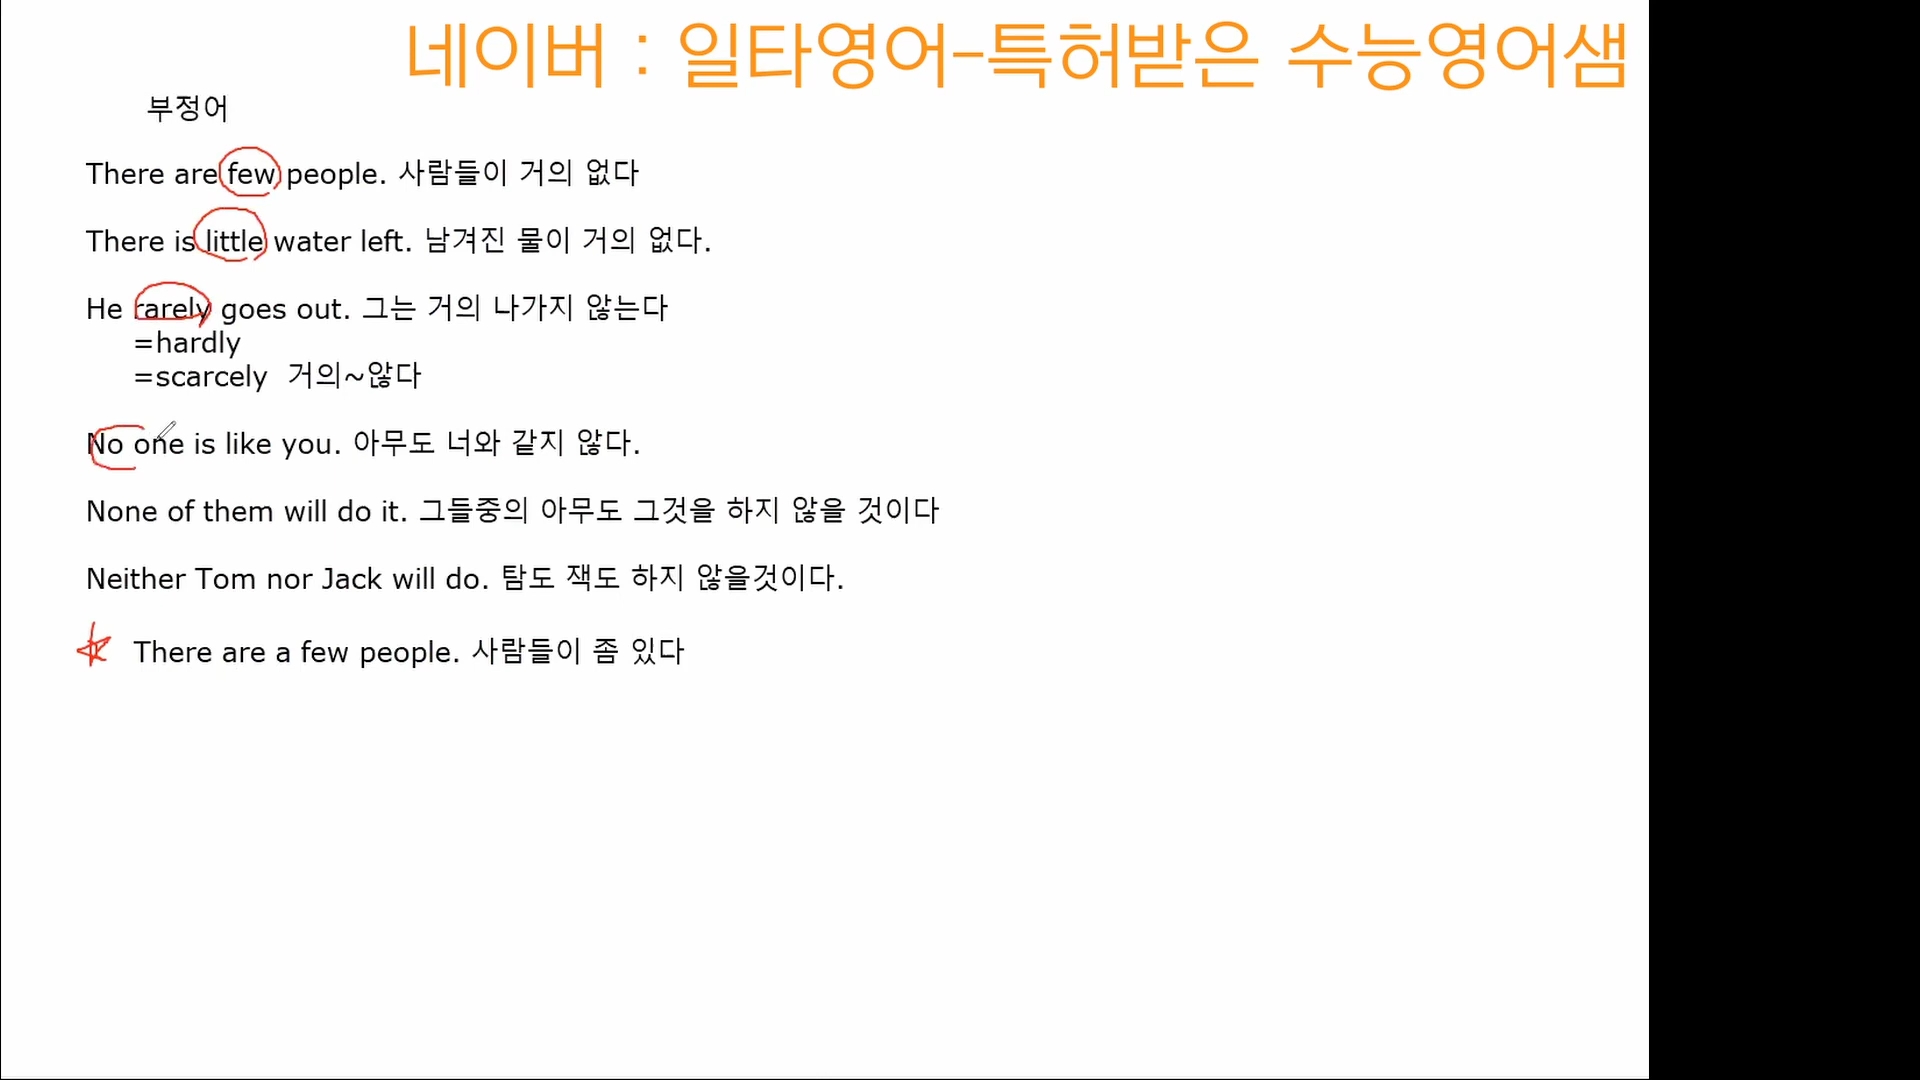 네이버 : 일타영어-특허받은 수능영어샘
부정어
There are few people. 사람들이 거의 없다
There is little water left. 남겨진 물이 거의 없다.
He rarely goes out. 그는 거의 나가지 않는다
=hardly
=scarcely 거의~않다
No one is like you. 아무도 너와 같지 않다.
None of them will do it. 그들중의 아무도 그것을 하지 않을 것이다
Neither Tom nor Jack will do. 탐도 잭도 하지 않을것이다.
There are a few people. 사람들이 좀 있다